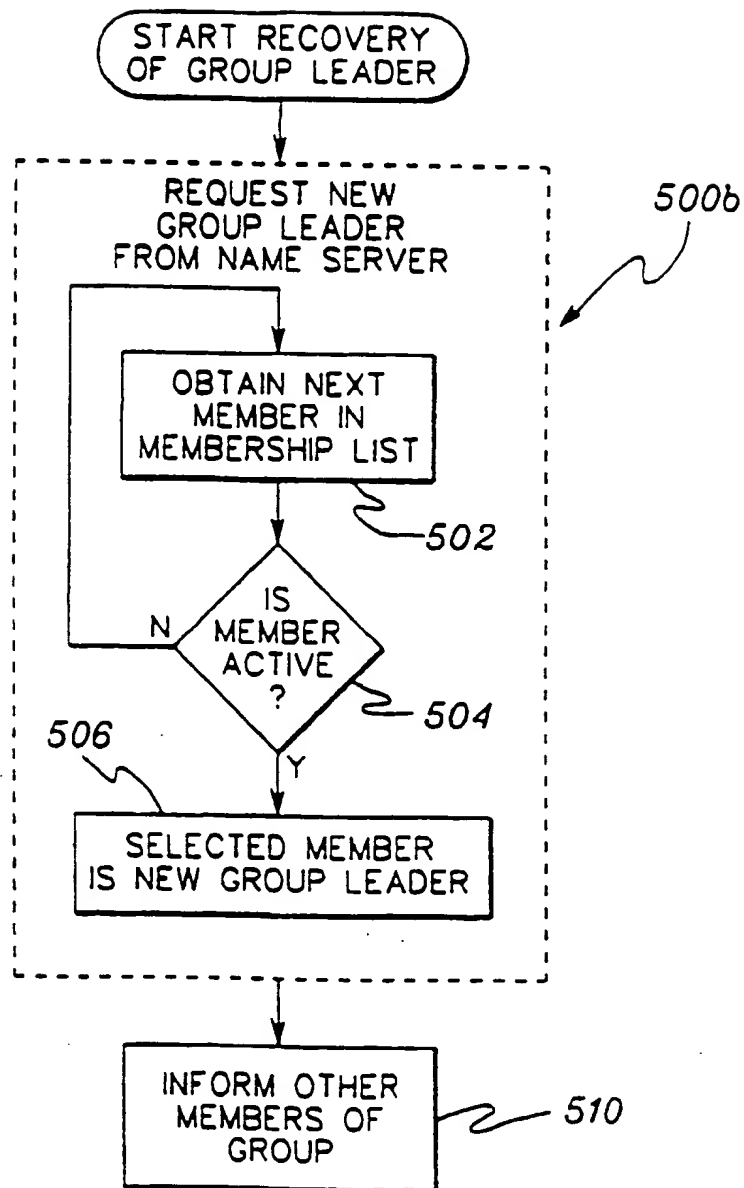 START RECOVERY
OF GROUP LEADER
REQUEST NEW
GROUP LEADER
FROM NAME SERVER
500b
OBTAIN NEXT
MEMBER IN
MEMBERSHIP LIST
502
IS
MEMBER
ACTIVE
?
N
504
506
Y
SELECTED MEMBER
IS NEW GROUP LEADER
INFORM OTHER
MEMBERS OF
GROUP
510